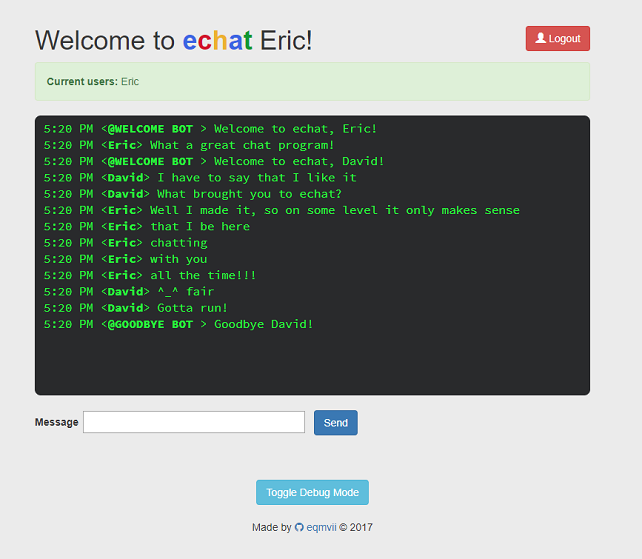 Welcome to echat Eric!
Logout
Current users: Eric
5:20 PM <@WELCOME BOT > Welcome to echat, Eric!
5:20 PM <Eric> What a great chat program!
5:20 PM <@WELCOME BOT > Welcome to echat, David!
5:20 PM <David> I have to say that I like it
5:20 PM <David> What brought you to echat?
5:20 PM <Eric> Well I made it, so on some level it only makes sense
5:20 PM <Eric> that I be here
5:20 PM <Eric> chatting
5:20 PM <Eric> with you
5:20 PM <Eric> all the time!!!
5:20 PM <David> ^_^ fair
5:20 PM <David> Gotta run!
5:20 PM <@GOODBYE BOT > Goodbye David!
Message
Send
Toggle Debug Mode
Made by eqmvii © 2017